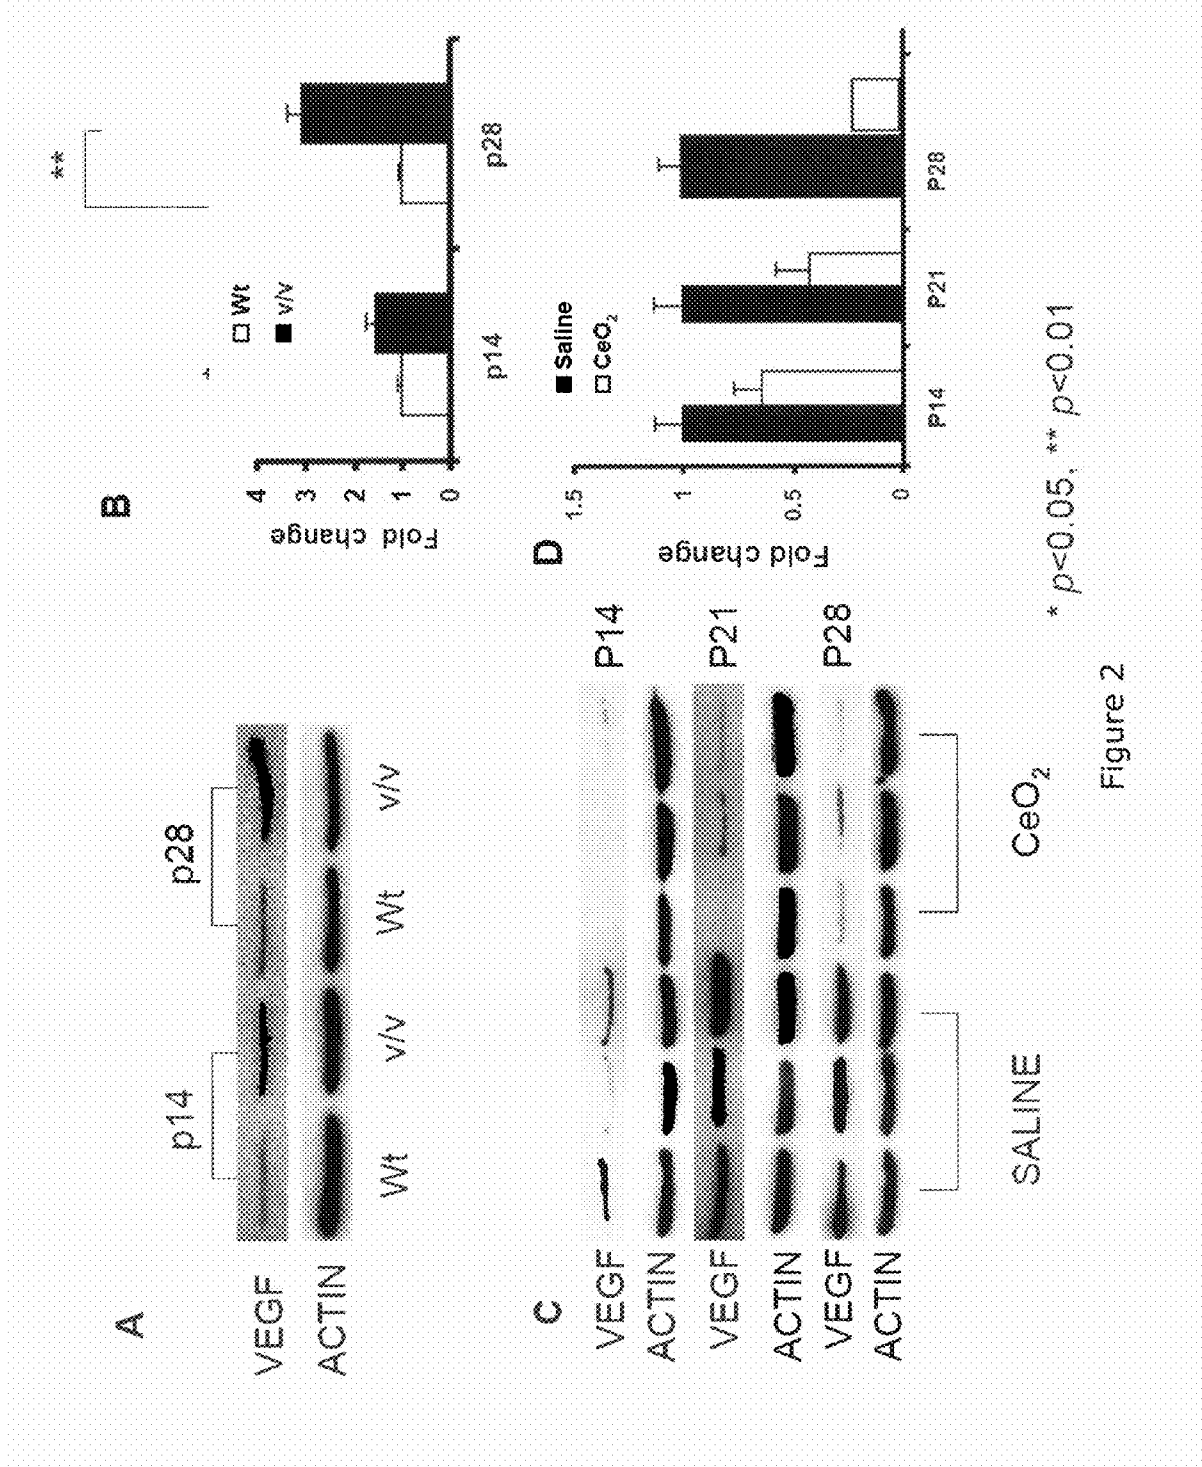 A
p14
p28
VEGF
ACTIN
Wt
v/v
Wt
v/v
B
**
*
Wt
v/v
Fold change
4
3
2
1
0
p14
p28
C
VEGF
P14
ACTIN
VEGF
P21
ACTIN
VEGF
P28
ACTIN
SALINE
CeO₂
D
Saline
CeO₂
Fold change
1.5
1
0.5
0
P14
P21
P28
* p<0.05, ** p<0.01
Figure 2